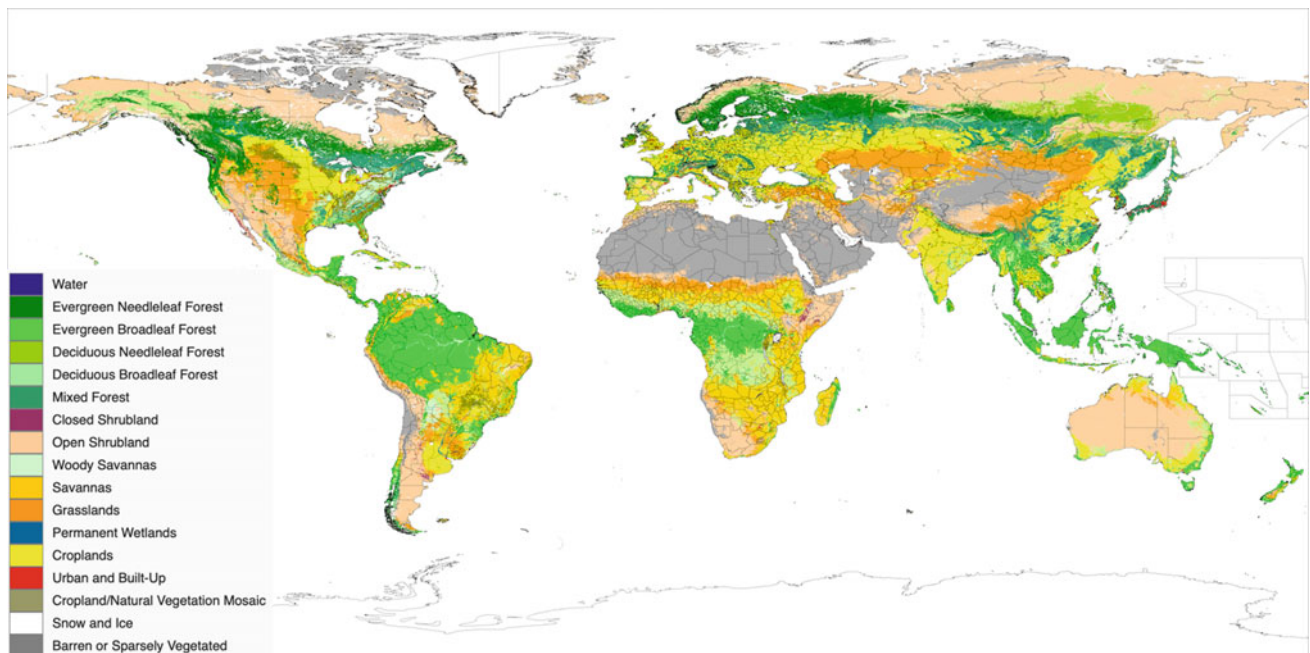 Water
Evergreen Needleleaf Forest
Evergreen Broadleaf Forest
Deciduous Needleleaf Forest
Deciduous Broadleaf Forest
Mixed Forest
Closed Shrubland
Open Shrubland
Woody Savannas
Savannas
Grasslands
Permanent Wetlands
Croplands
Urban and Built-Up
Cropland/Natural Vegetation Mosaic
Snow and Ice
Barren or Sparsely Vegetated